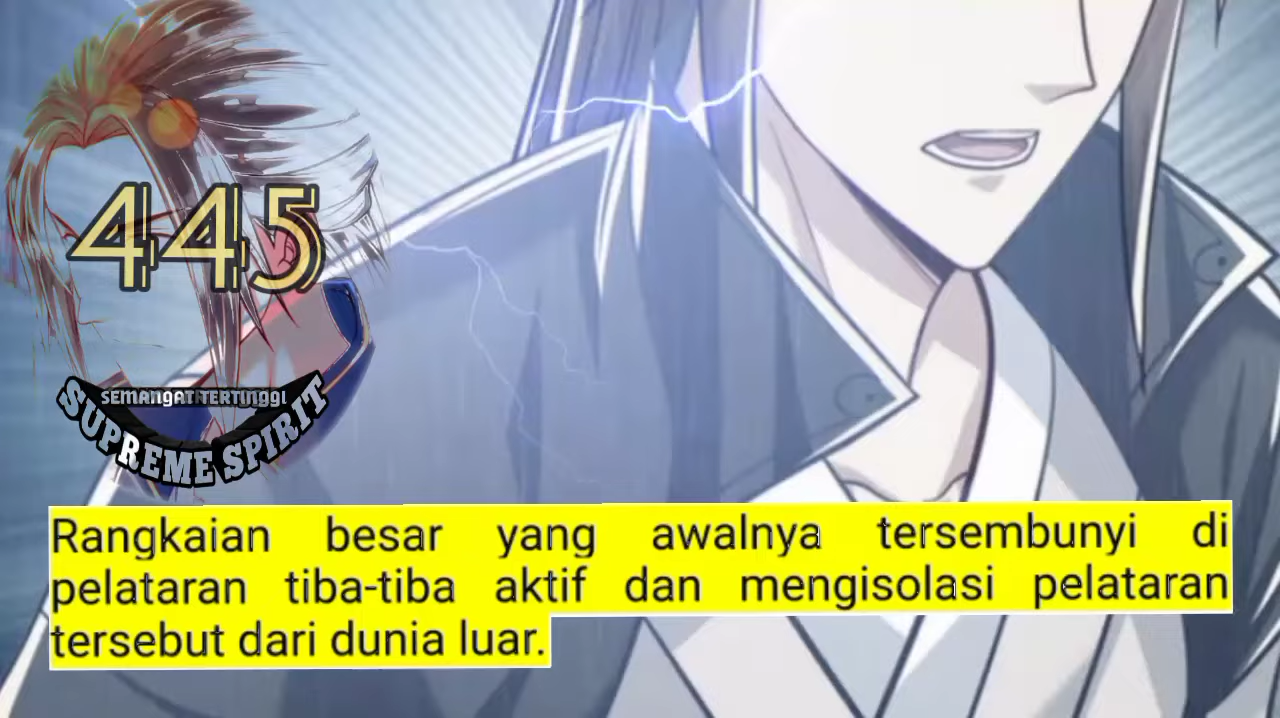 445
SEMANGAT TERTINGGI
SUPREME SPIRIT
Rangkaian besar yang awalnya tersembunyi di
pelataran tiba-tiba aktif dan mengisolasi pelataran
tersebut dari dunia luar.